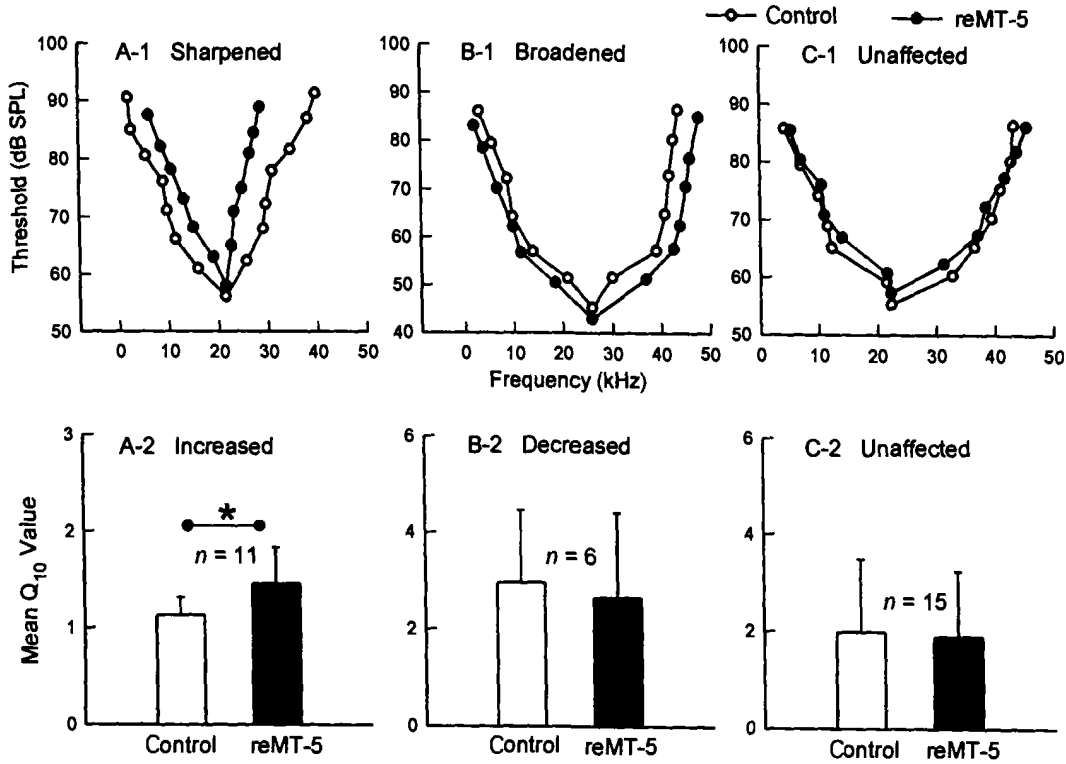 Control reMT-5
A-1 Sharpened
B-1 Broadened
C-1 Unaffected
Threshold (dB SPL)
100
90
80
70
60
50
0 10 20 30 40 50
100
90
80
70
60
50
40
0 10 20 30 40 50
100
90
80
70
60
50
0 10 20 30 40 50
Frequency (kHz)
A-2 Increased
B-2 Decreased
C-2 Unaffected
Mean Q10 Value
3
2
1
0
*
n = 11
Control reMT-5
6
4
2
0
n = 6
Control reMT-5
6
4
2
0
n = 15
Control reMT-5